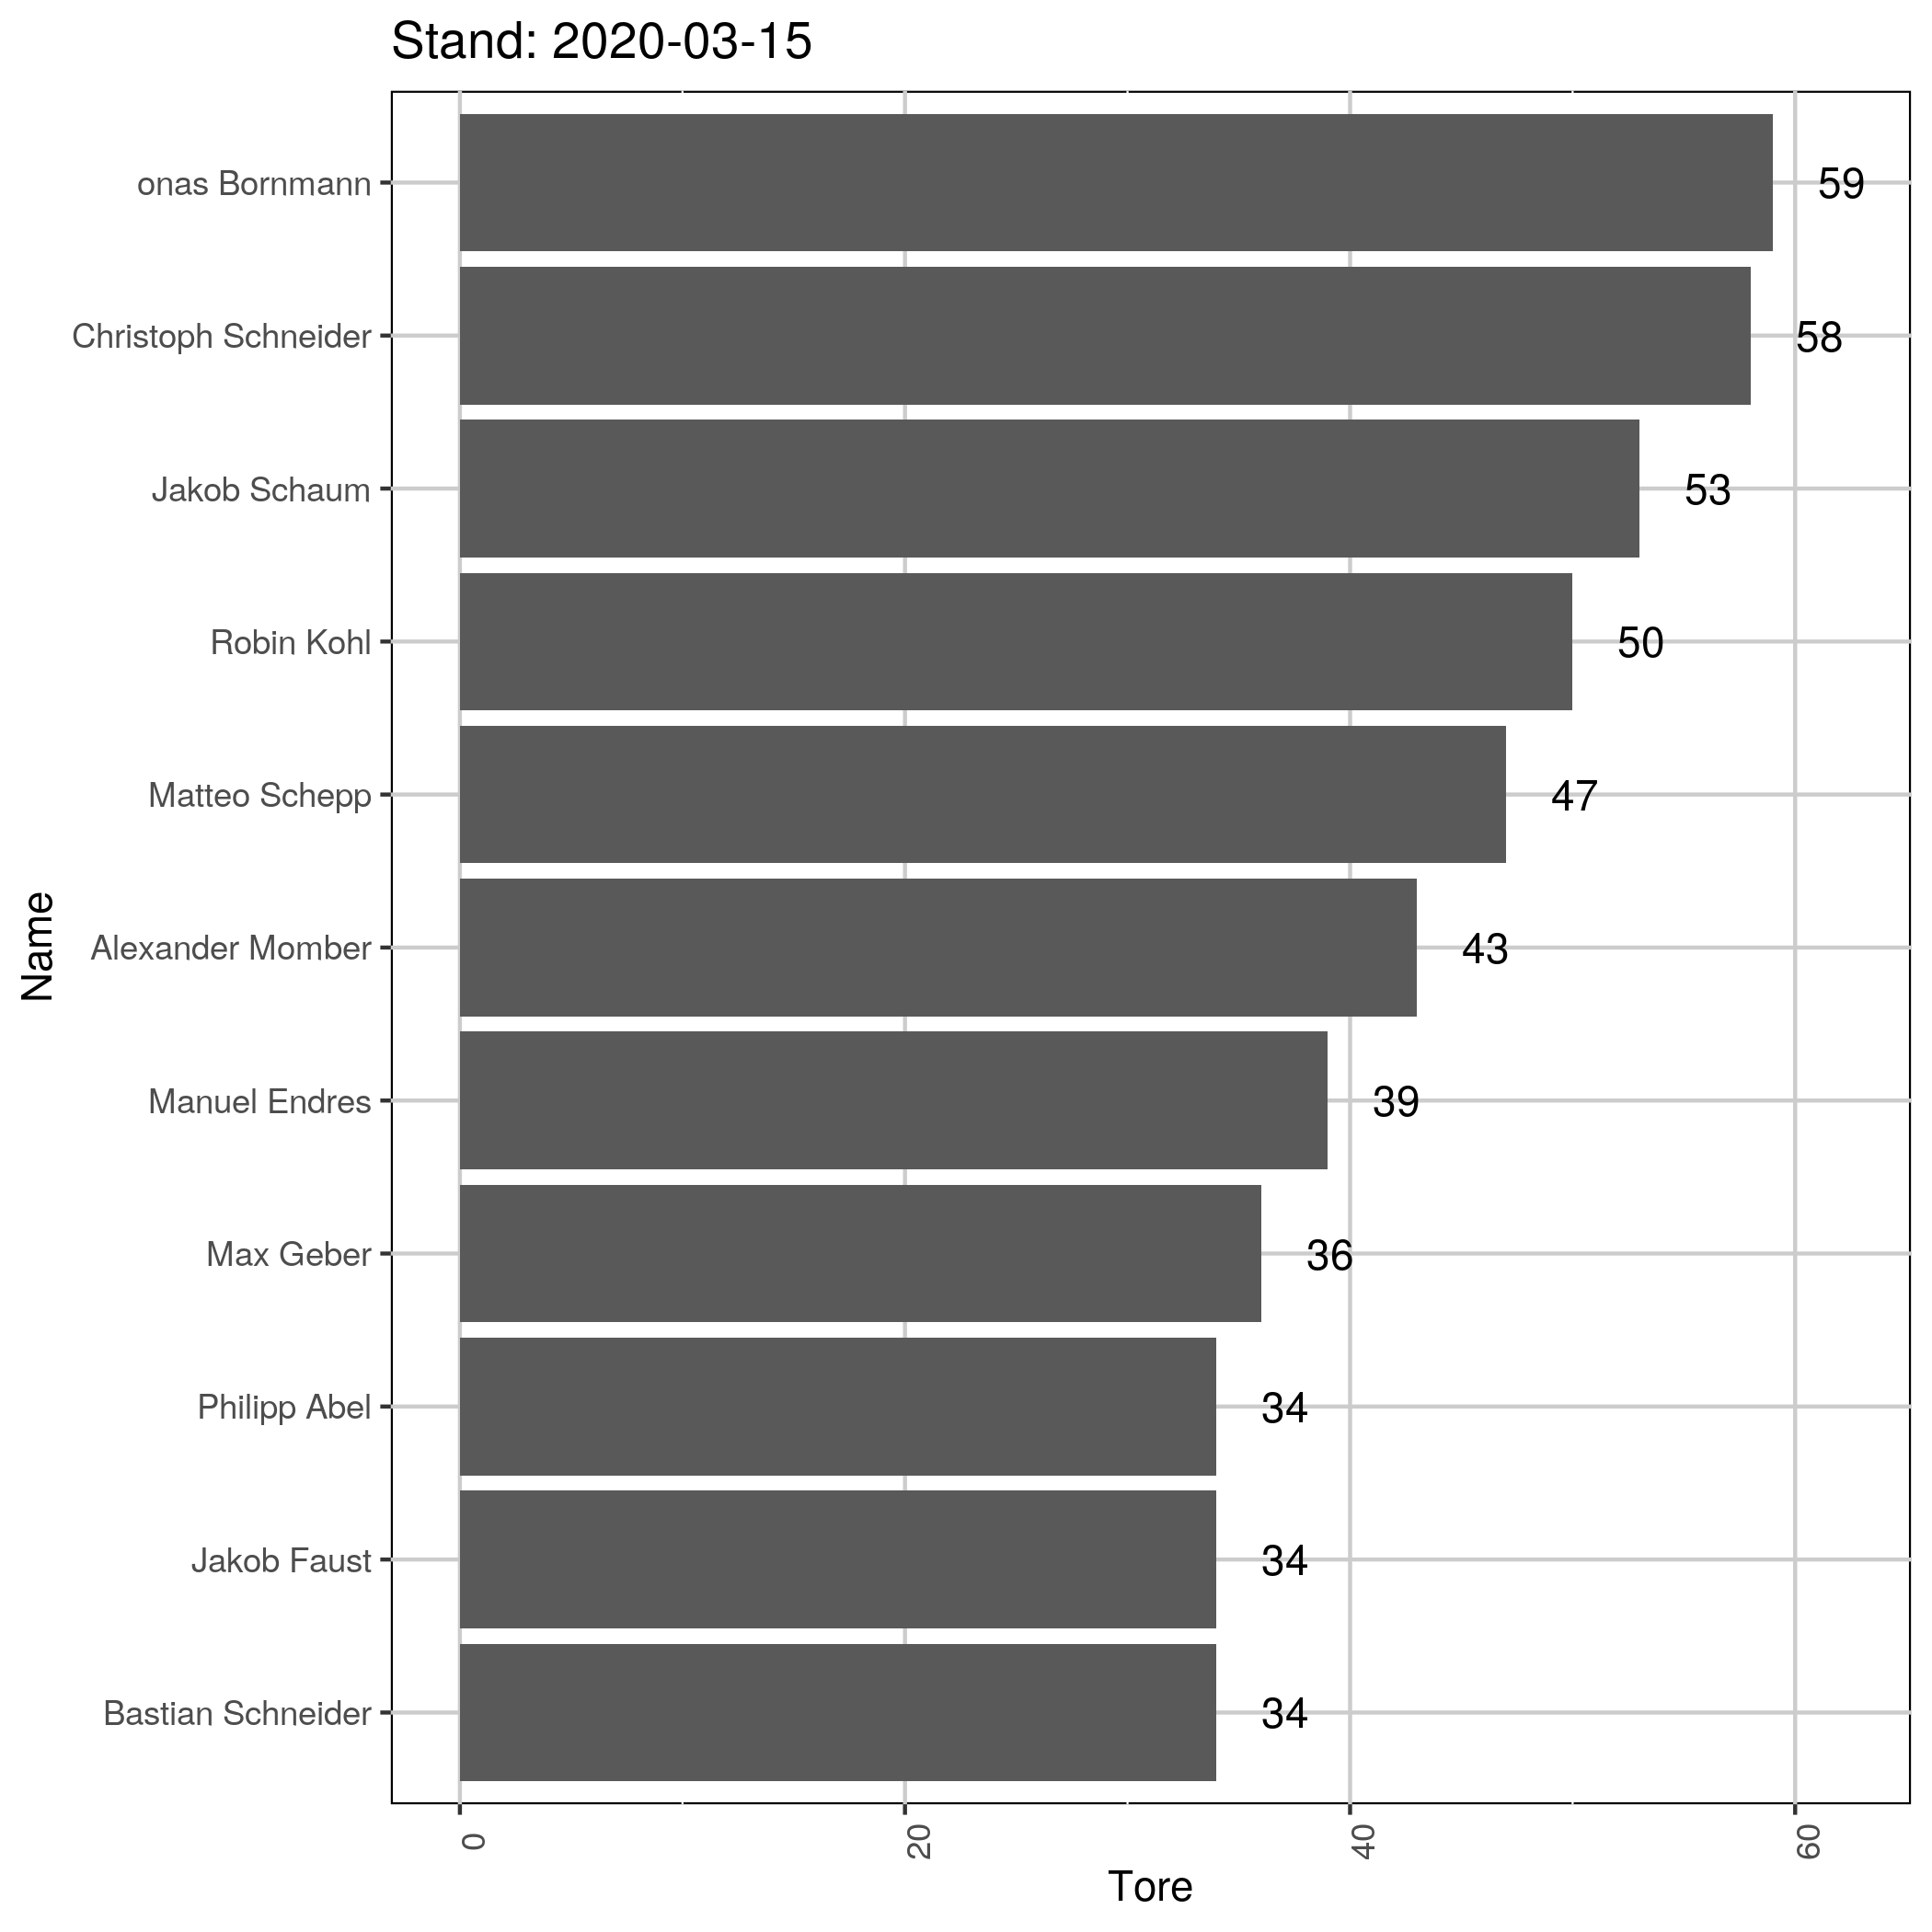 Stand: 2020-03-15
onas Bornmann
59
Christoph Schneider
58
Jakob Schaum
53
Robin Kohl
50
Matteo Schepp
47
Alexander Momber
43
Manuel Endres
39
Max Geber
36
Philipp Abel
34
Jakob Faust
34
Bastian Schneider
34
Name
0
20
40
60
Tore